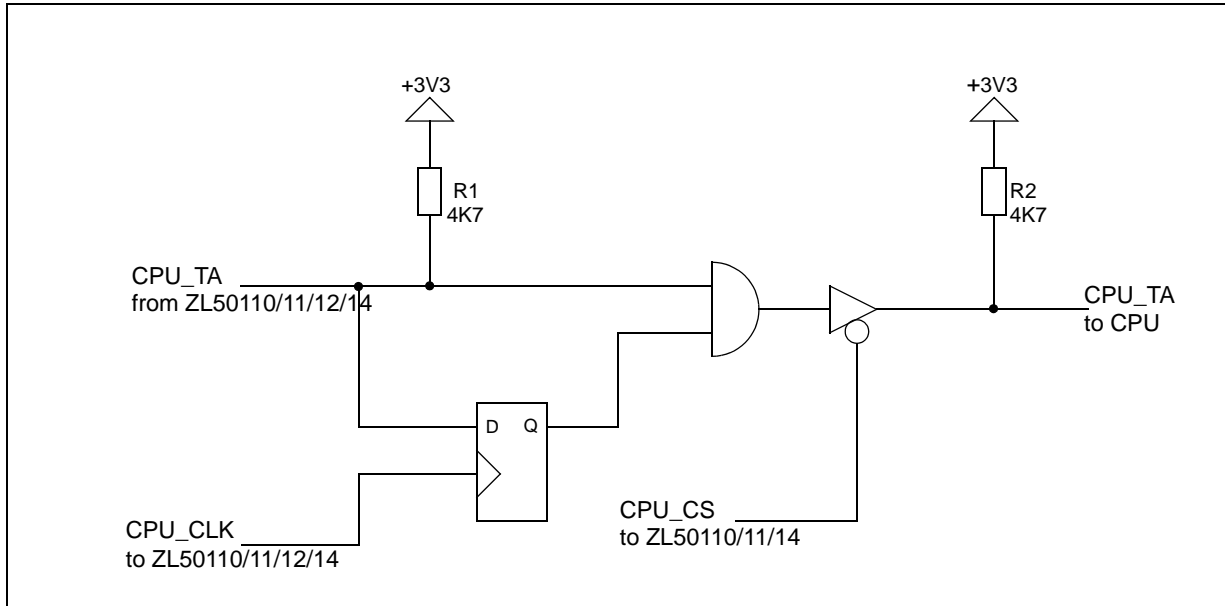 +3V3
+3V3
R1
4K7
R2
4K7
CPU_TA
from ZL50110/11/12/14
CPU_TA
to CPU
D Q
CPU_CLK
to ZL50110/11/12/14
CPU_CS
to ZL50110/11/14